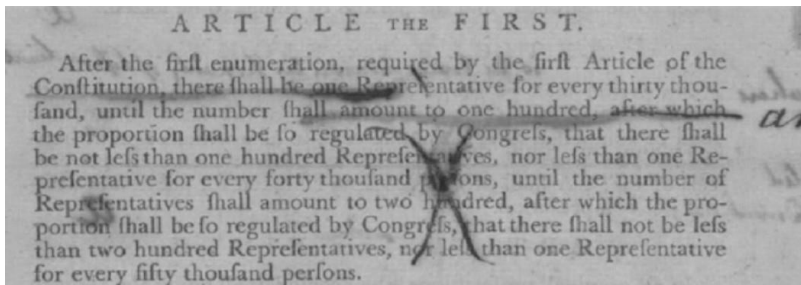 ARTICLE THE FIRST.
After the firſt enumeration, required by the firſt Article of the
Conſtitution, there ſhall be one Repreſentative for every thirty thou-
ſand, until the number ſhall amount to one hundred, after which
the proportion ſhall be ſo regulated by Congreſs, that there ſhall
be not leſs than one hundred Repreſentatives, nor leſs than one Re-
preſentative for every forty thouſand perſons, until the number of
Repreſentatives ſhall amount to two hundred, after which the pro-
portion ſhall be ſo regulated by Congreſs, that there ſhall not be leſs
than two hundred Repreſentatives, nor leſs than one Repreſentative
for every fifty thouſand perſons.